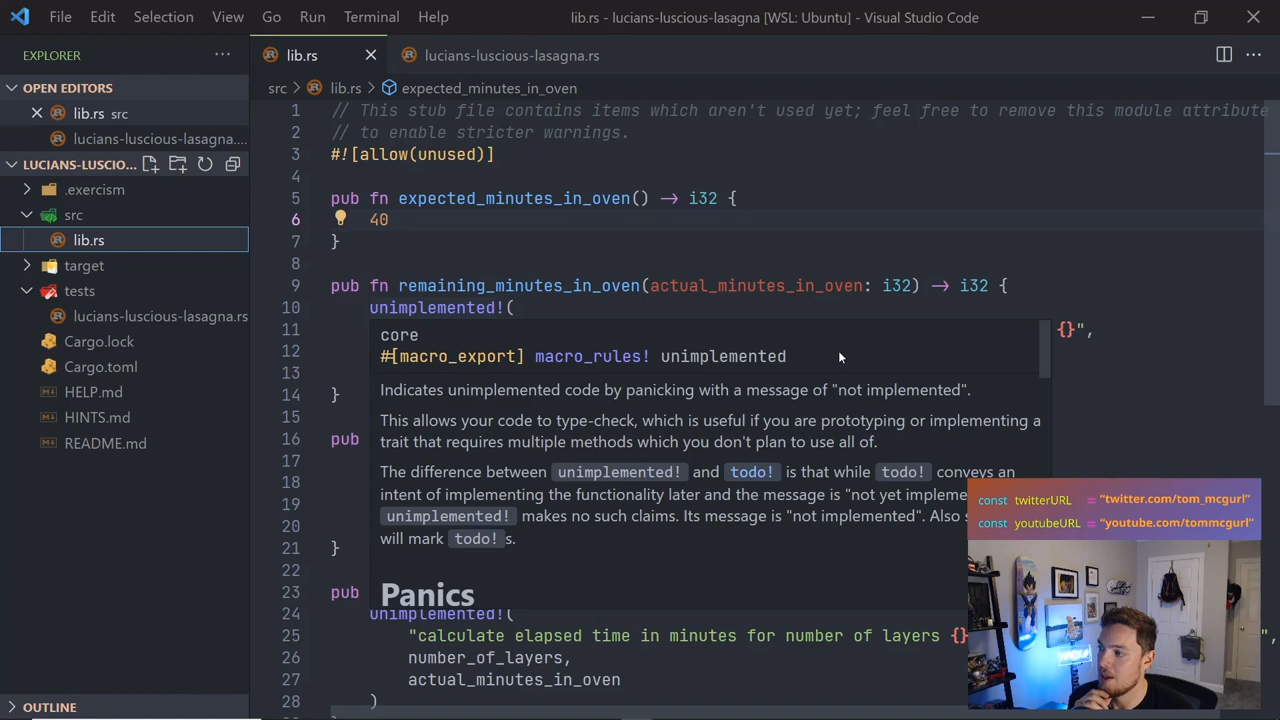 File Edit Selection View Go Run Terminal Help
lib.rs - lucians-luscious-lasagna [WSL: Ubuntu] - Visual Studio Code
EXPLORER
lib.rs
lucians-luscious-lasagna.rs
OPEN EDITORS
lib.rs src
lucians-luscious-lasagna....
LUCIANS-LUSCIO...
.exercism
src
lib.rs
target
tests
lucians-luscious-lasagna.rs
Cargo.lock
Cargo.toml
HELP.md
HINTS.md
README.md
OUTLINE
src > lib.rs > expected_minutes_in_oven
1 // This stub file contains items which aren't used yet; feel free to remove this module attribute
2 // to enable stricter warnings.
3 #![allow(unused)]
4
5 pub fn expected_minutes_in_oven() -> i32 {
6 40
7 }
8
9 pub fn remaining_minutes_in_oven(actual_minutes_in_oven: i32) -> i32 {
10 unimplemented!(
11 {}",
12
13
14 }
15
16 pub
17
18
19
20
21 }
22
23 pub
24 unimplemented!(
25 "calculate elapsed time in minutes for number of layers {} ",
26 number_of_layers,
27 actual_minutes_in_oven
28 )
core
#[macro_export] macro_rules! unimplemented
Indicates unimplemented code by panicking with a message of "not implemented".
This allows your code to type-check, which is useful if you are prototyping or implementing a
trait that requires multiple methods which you don't plan to use all of.
The difference between unimplemented! and todo! is that while todo! conveys an
intent of implementing the functionality later and the message is "not yet impleme
unimplemented! makes no such claims. Its message is "not implemented". Also
will mark todo! s.
Panics
const twitterURL = "twitter.com/tom_mcgurl"
const youtubeURL = "youtube.com/tommcgurl"